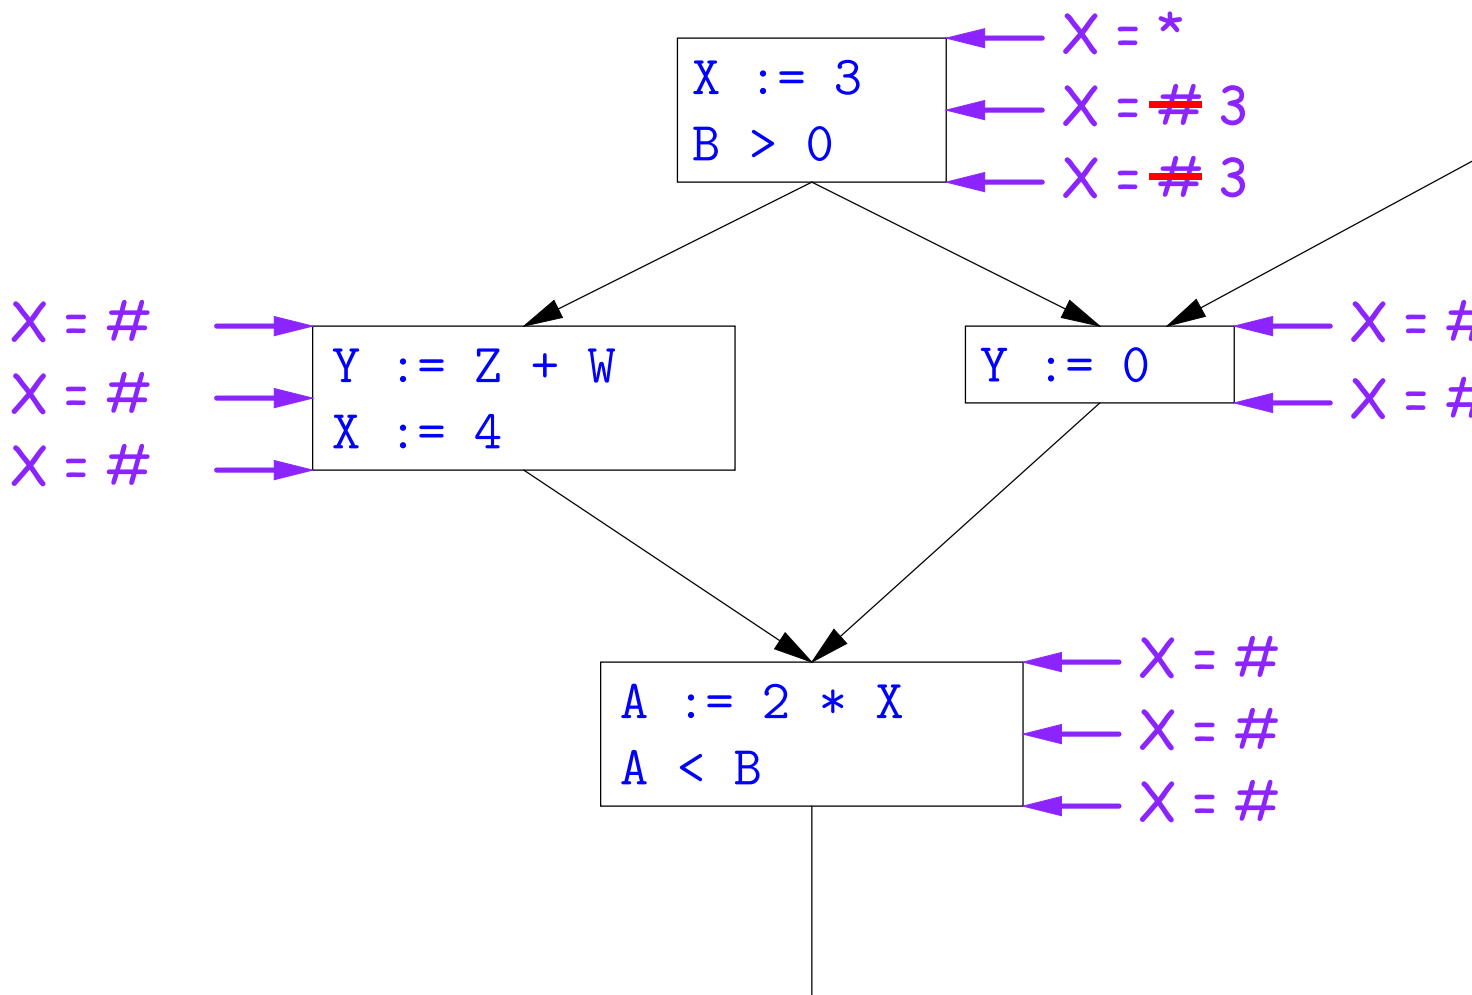 X = *
X := 3
X = # 3
B > 0
X = # 3
X = #
Y := Z + W
X = #
X := 4
X = #
Y := 0
X = #
X = #
X = #
A := 2 * X
X = #
A < B
X = #